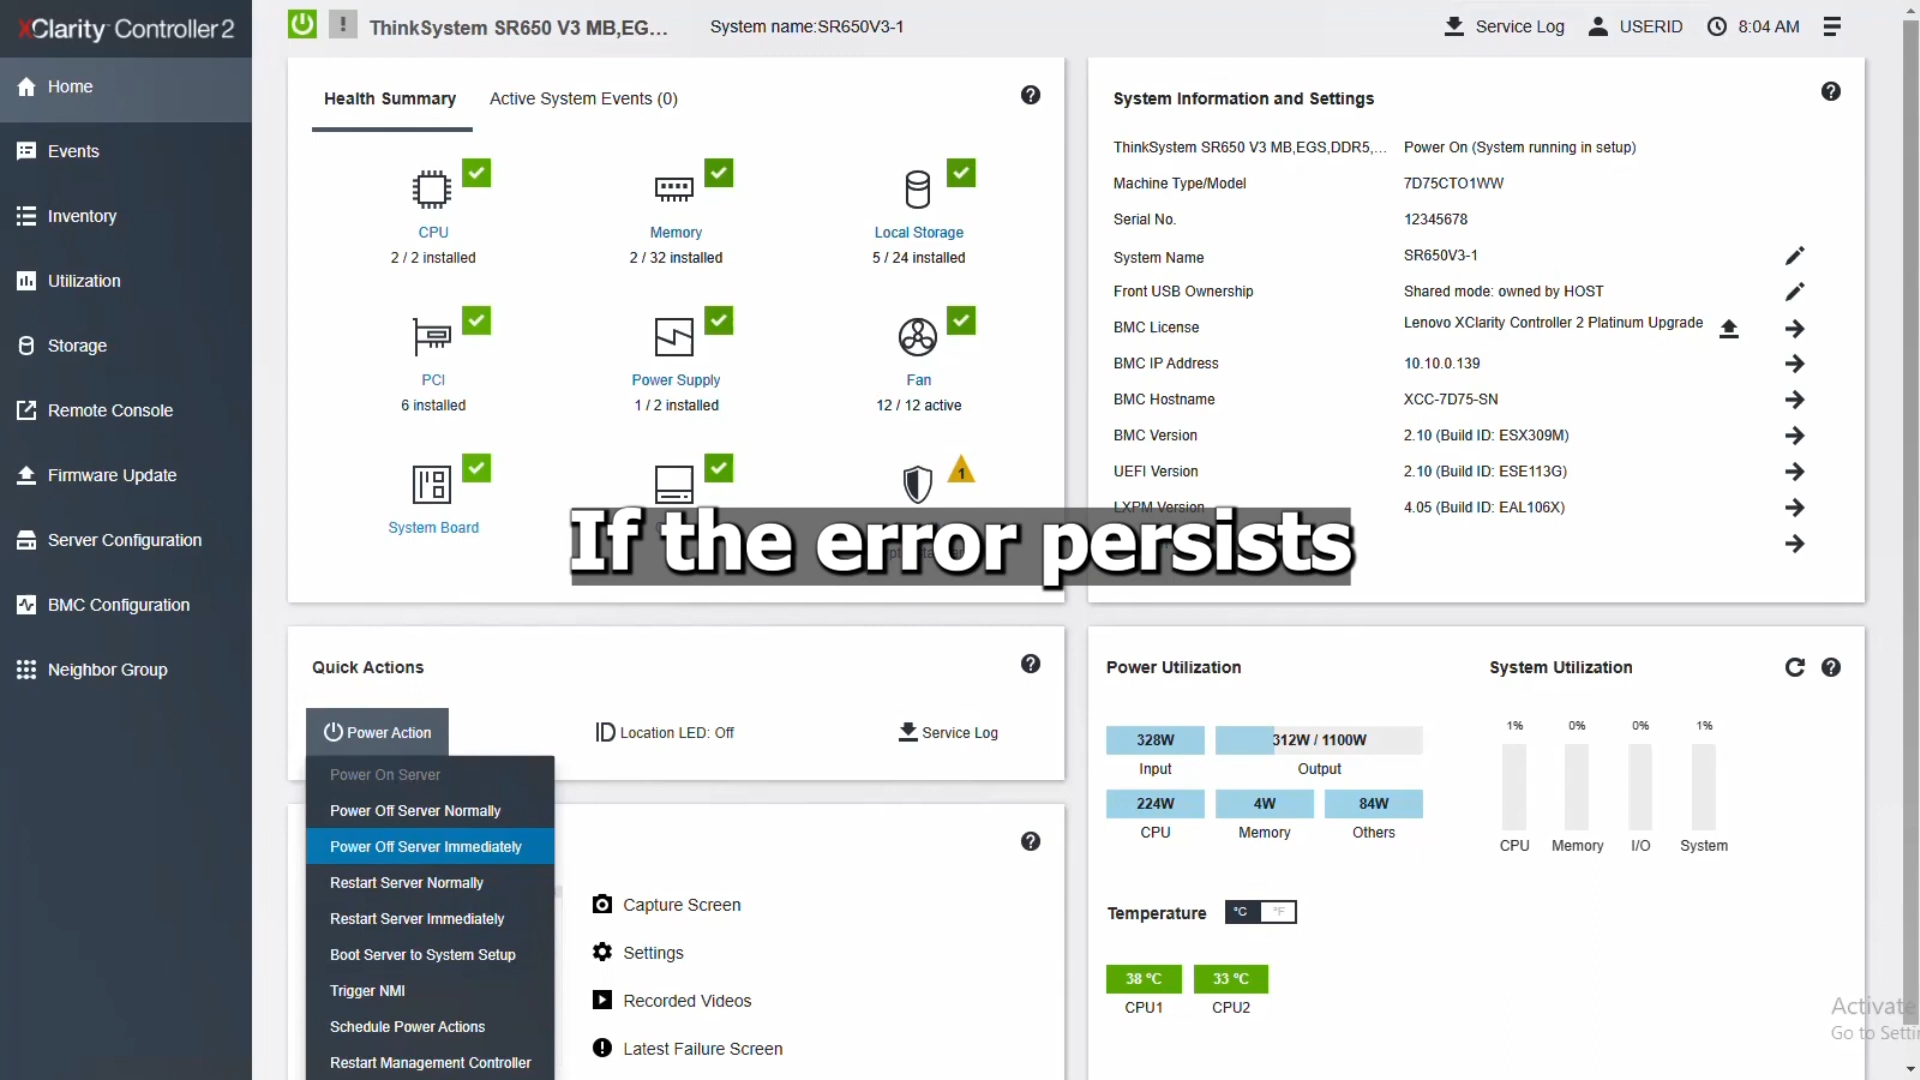 XClarity Controller 2
ThinkSystem SR650 V3 MB,EG...
System name:SR650V3-1
Service Log
USERID
8:04 AM
Home
Events
Inventory
Utilization
Storage
Remote Console
Firmware Update
Server Configuration
BMC Configuration
Neighbor Group
Health Summary
Active System Events (0)
CPU
2 / 2 installed
Memory
2 / 32 installed
Local Storage
5 / 24 installed
PCI
6 installed
Power Supply
1 / 2 installed
Fan
12 / 12 active
System Board
1
If the error persists
System Information and Settings
ThinkSystem SR650 V3 MB,EGS,DDR5,... Power On (System running in setup)
Machine Type/Model 7D75CTO1WW
Serial No. 12345678
System Name SR650V3-1
Front USB Ownership Shared mode: owned by HOST
BMC License Lenovo XClarity Controller 2 Platinum Upgrade
BMC IP Address 10.10.0.139
BMC Hostname XCC-7D75-SN
BMC Version 2.10 (Build ID: ESX309M)
UEFI Version 2.10 (Build ID: ESE113G)
LXPM Version 4.05 (Build ID: EAL106X)
Quick Actions
Power Action
Location LED: Off
Service Log
Power On Server
Power Off Server Normally
Power Off Server Immediately
Restart Server Normally
Restart Server Immediately
Boot Server to System Setup
Trigger NMI
Schedule Power Actions
Restart Management Controller
Capture Screen
Settings
Recorded Videos
Latest Failure Screen
Power Utilization
328W
Input
312W / 1100W
Output
224W
CPU
4W
Memory
84W
Others
System Utilization
1% 0% 0% 1%
CPU Memory I/O System
Temperature °C °F
38 °C
CPU1
33 °C
CPU2
Activate
Go to Setti